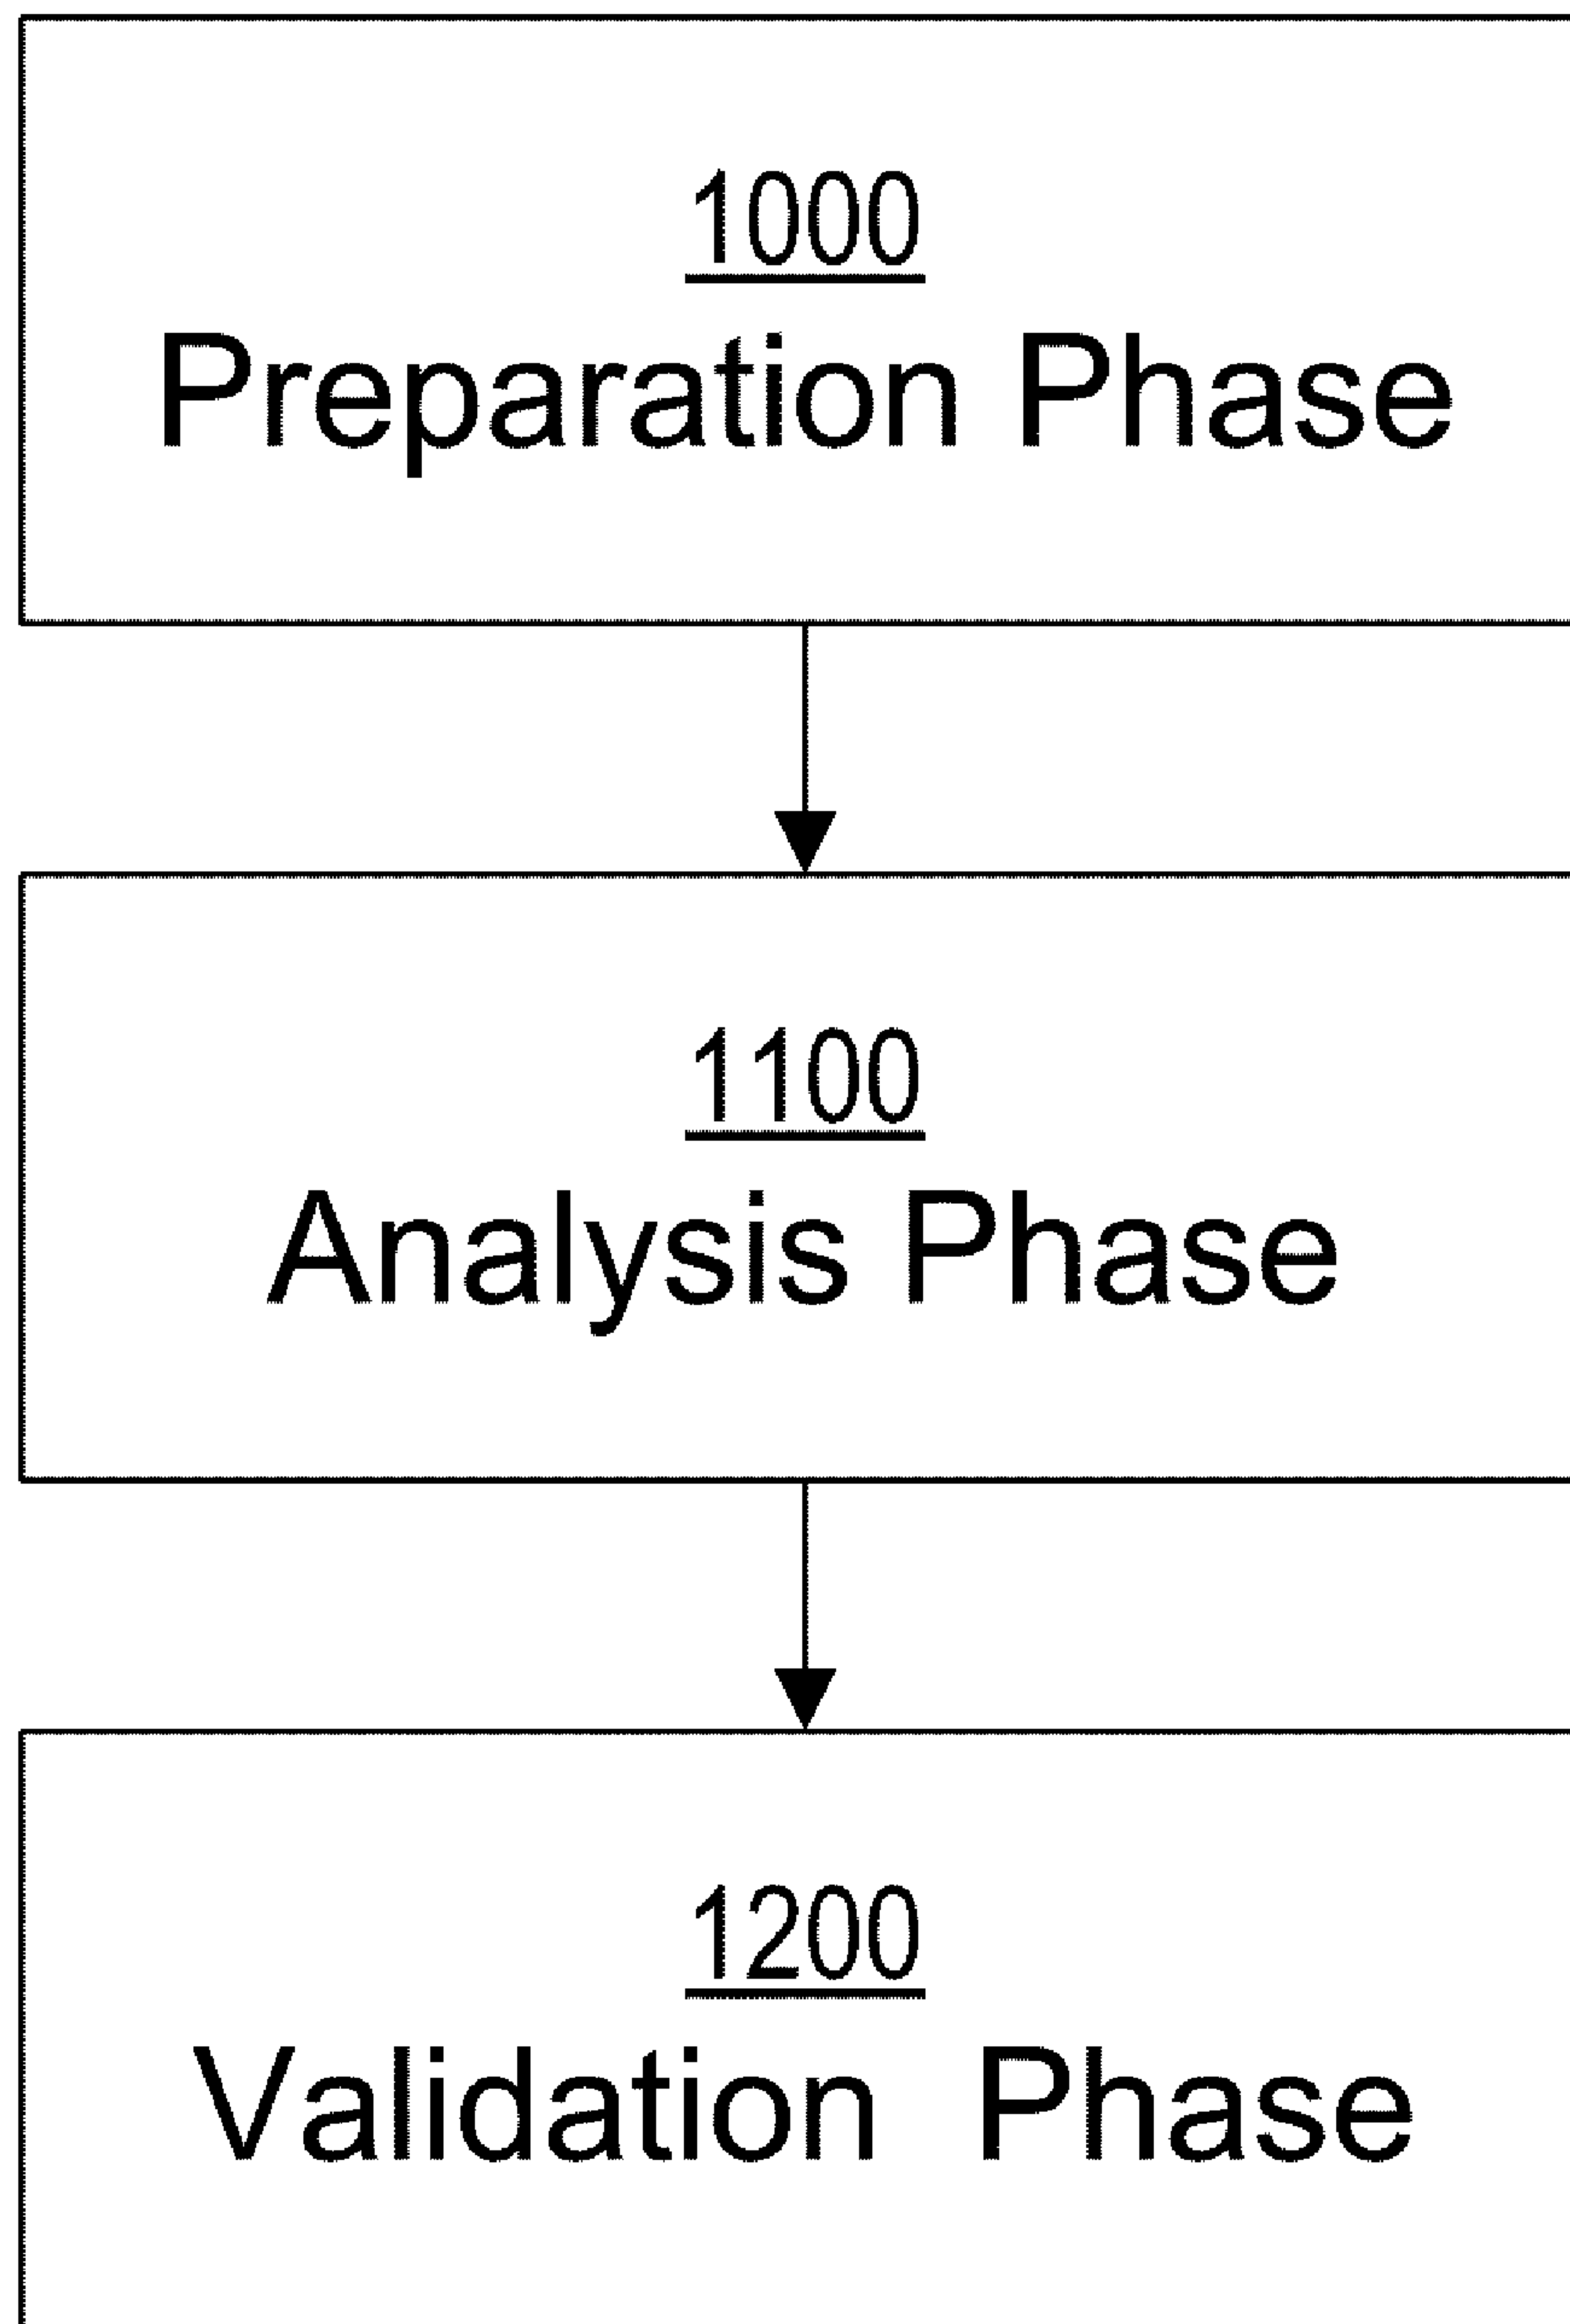 1000
Preparation Phase
1100
Analysis Phase
1200
Validation Phase